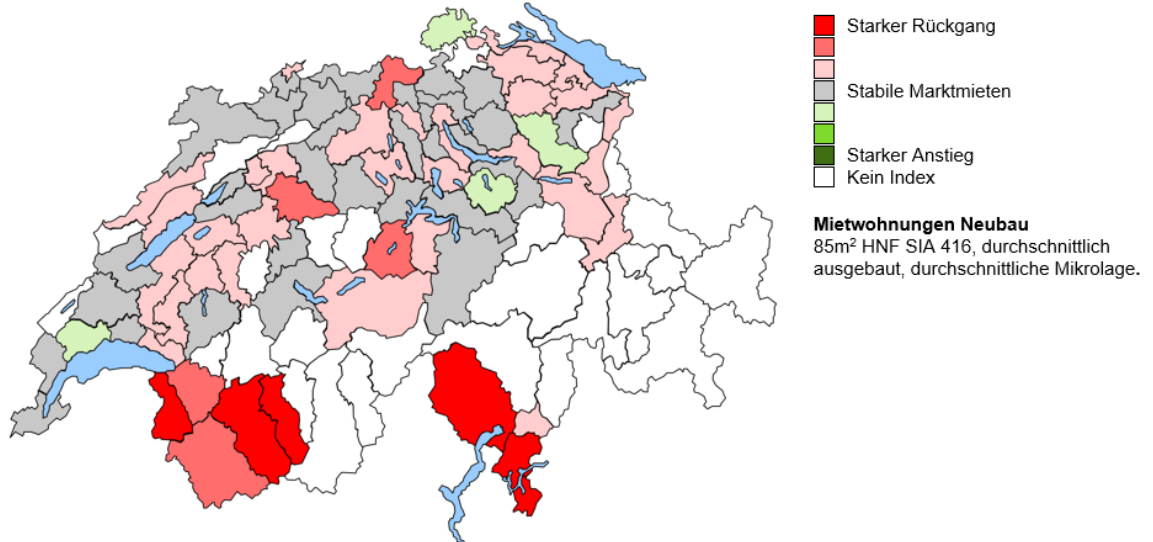 Starker Rückgang
Stabile Marktmieten
Starker Anstieg
Kein Index
Mietwohnungen Neubau
85m² HNF SIA 416, durchschnittlich
ausgebaut, durchschnittliche Mikrolage.